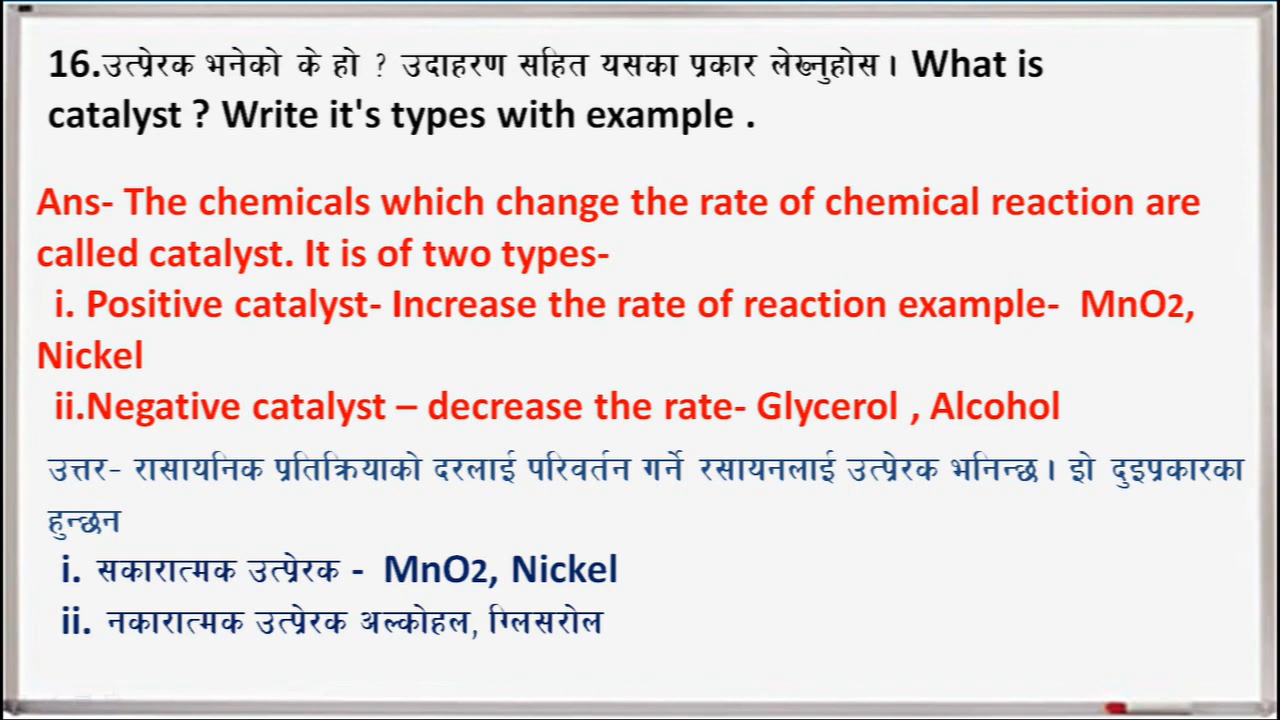 16.उत्प्रेरक भनेको के हो ? उदाहरण सहित यसका प्रकार लेख्नुहोस । What is
catalyst ? Write it's types with example .
Ans- The chemicals which change the rate of chemical reaction are
called catalyst. It is of two types-
i. Positive catalyst- Increase the rate of reaction example- MnO2,
Nickel
ii.Negative catalyst – decrease the rate- Glycerol , Alcohol
उत्तर- रासायनिक प्रतिक्रियाको दरलाई परिवर्तन गर्ने रसायनलाई उत्प्रेरक भनिन्छ । इो दुइप्रकारका
हुन्छन
i. सकारात्मक उत्प्रेरक - MnO2, Nickel
ii. नकारात्मक उत्प्रेरक अल्कोहल, ग्लिसरोल